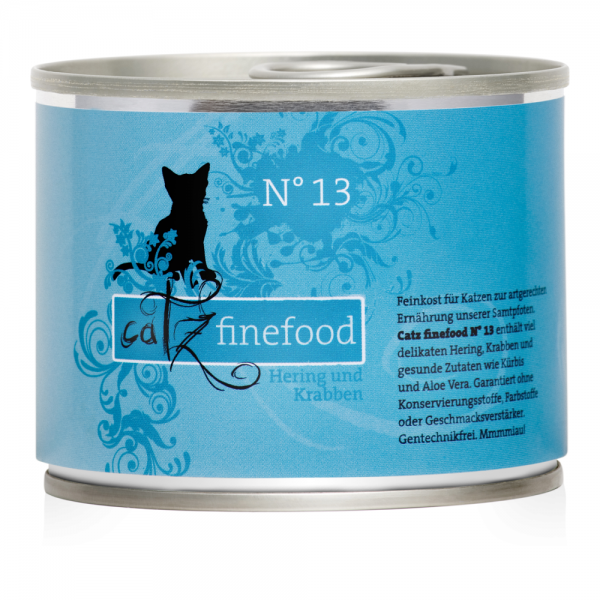 N° 13
catz finefood
Hering und
Krabben
Feinkost für Katzen zur artgerechten
Ernährung unserer Samtpfoten.
Catz finefood N° 13 enthält viel
delikaten Hering, Krabben und
gesunde Zutaten wie Kürbis
und Aloe Vera. Garantiert ohne
Konservierungsstoffe, Farbstoffe
oder Geschmacksverstärker.
Gentechnikfrei. Mmmmiau!